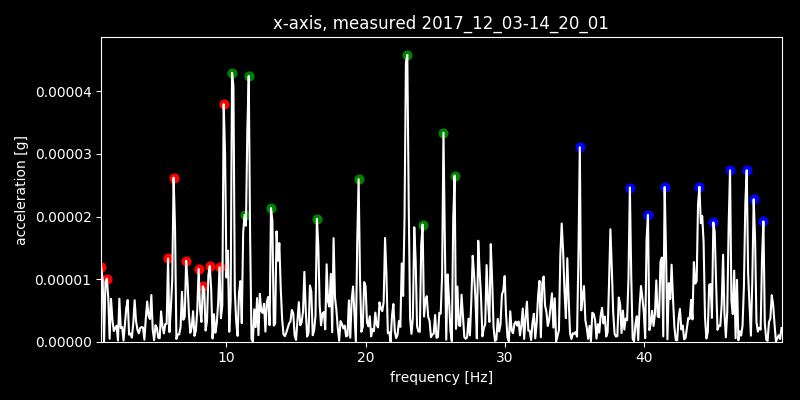 x-axis, measured 2017_12_03-14_20_01
acceleration [g]
0.00004
0.00003
0.00002
0.00001
0.00000
10 20 30 40
frequency [Hz]